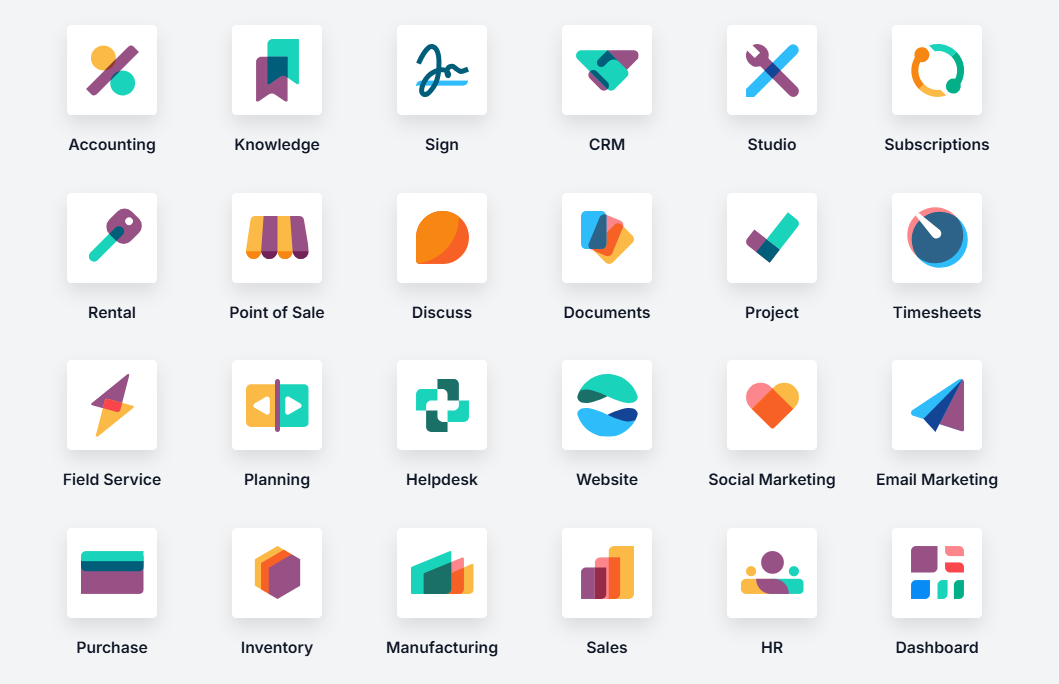 Accounting
Knowledge
Sign
CRM
Studio
Subscriptions
Rental
Point of Sale
Discuss
Documents
Project
Timesheets
Field Service
Planning
Helpdesk
Website
Social Marketing
Email Marketing
Purchase
Inventory
Manufacturing
Sales
HR
Dashboard